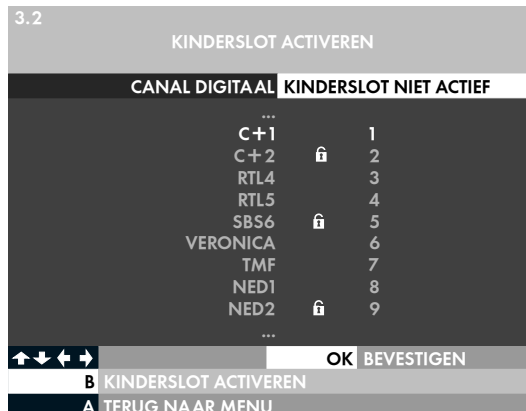 3.2
KINDERSLOT ACTIVEREN
CANAL DIGITAAL KINDERSLOT NIET ACTIEF
...
C+1 1
C+2 2
RTL4 3
RTL5 4
SBS6 5
VERONICA 6
TMF 7
NED1 8
NED2 9
...
OK BEVESTIGEN
B KINDERSLOT ACTIVEREN
A TERUG NAAR MENU